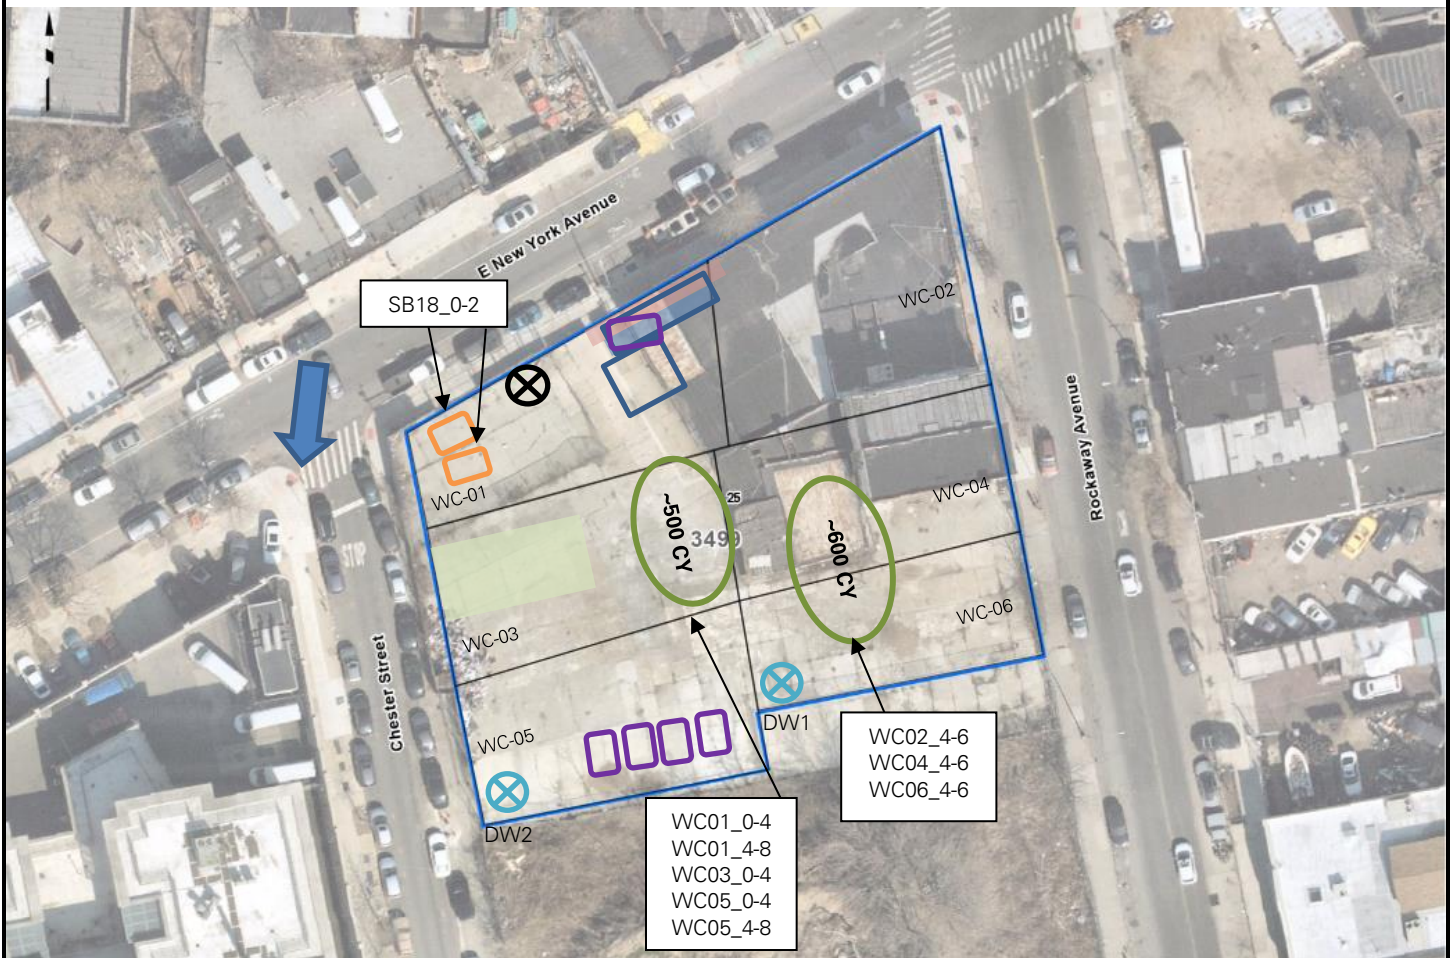 E New York Avenue
SB18_0-2
WC-02
WC-01
~500 CY
25
3499
~600 CY
WC-04
Rockaway Avenue
STOP
WC-03
WC-06
Chester Street
WC-05
DW1
DW2
WC02_4-6
WC04_4-6
WC06_4-6
WC01_0-4
WC01_4-8
WC03_0-4
WC05_0-4
WC05_4-8